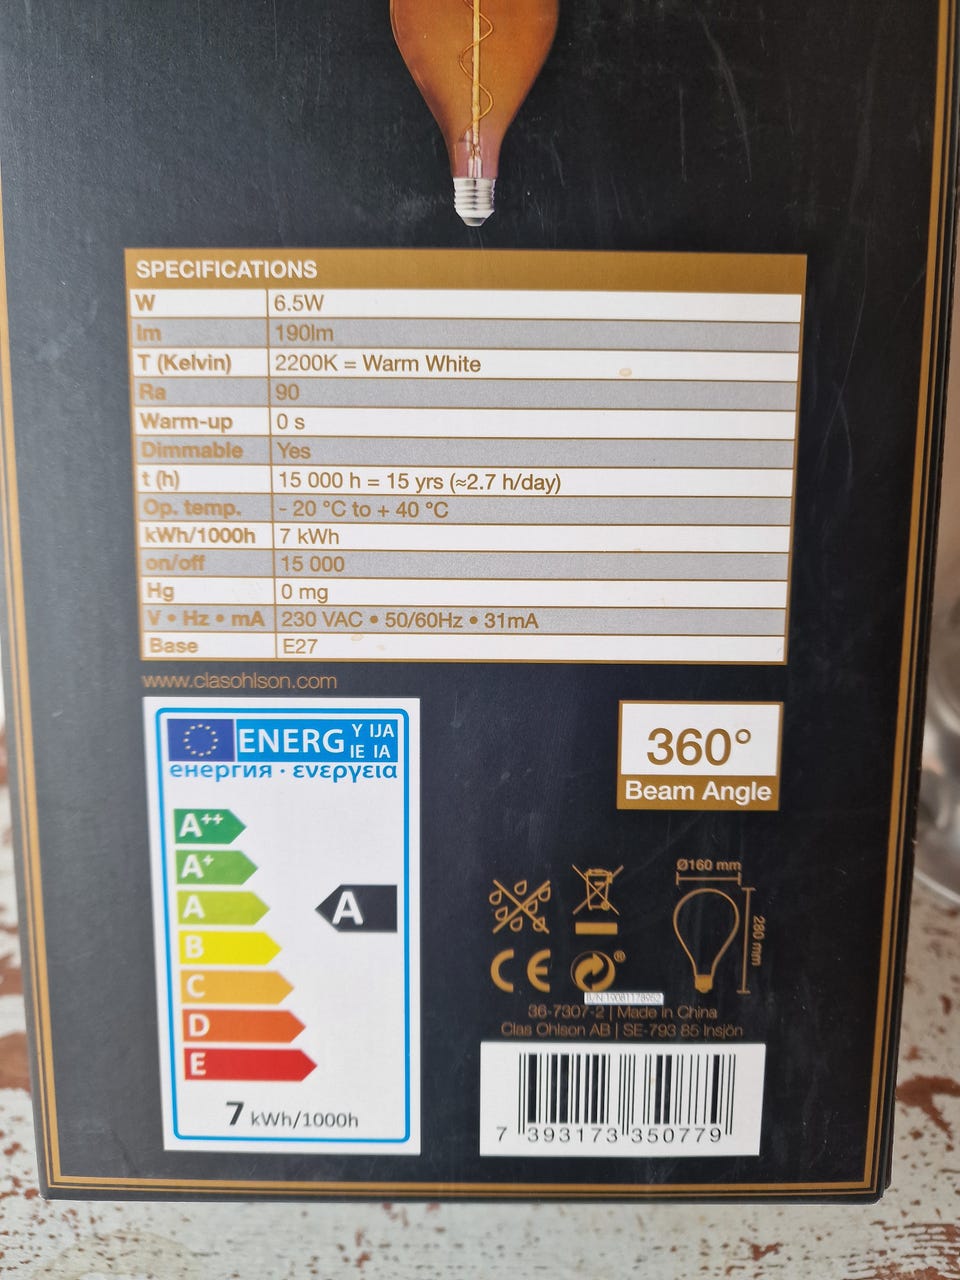 SPECIFICATIONS
W 6.5W
lm 190lm
T (Kelvin) 2200K = Warm White
Ra 90
Warm-up 0 s
Dimmable Yes
t (h) 15 000 h = 15 yrs (≈2.7 h/day)
Op. temp. - 20 °C to + 40 °C
kWh/1000h 7 kWh
on/off 15 000
Hg 0 mg
V • Hz • mA 230 VAC • 50/60Hz • 31mA
Base E27
www.clasohlson.com
ENERG Y IJA
IE IA
енергия · ενεργεια
A++
A+
A
A
B
C
D
E
7 kWh/1000h
360°
Beam Angle
Ø160 mm
280 mm
CE
®
36-7307-2 | Made in China
Clas Ohlson AB | SE-793 85 Insjön
7 393173 350779